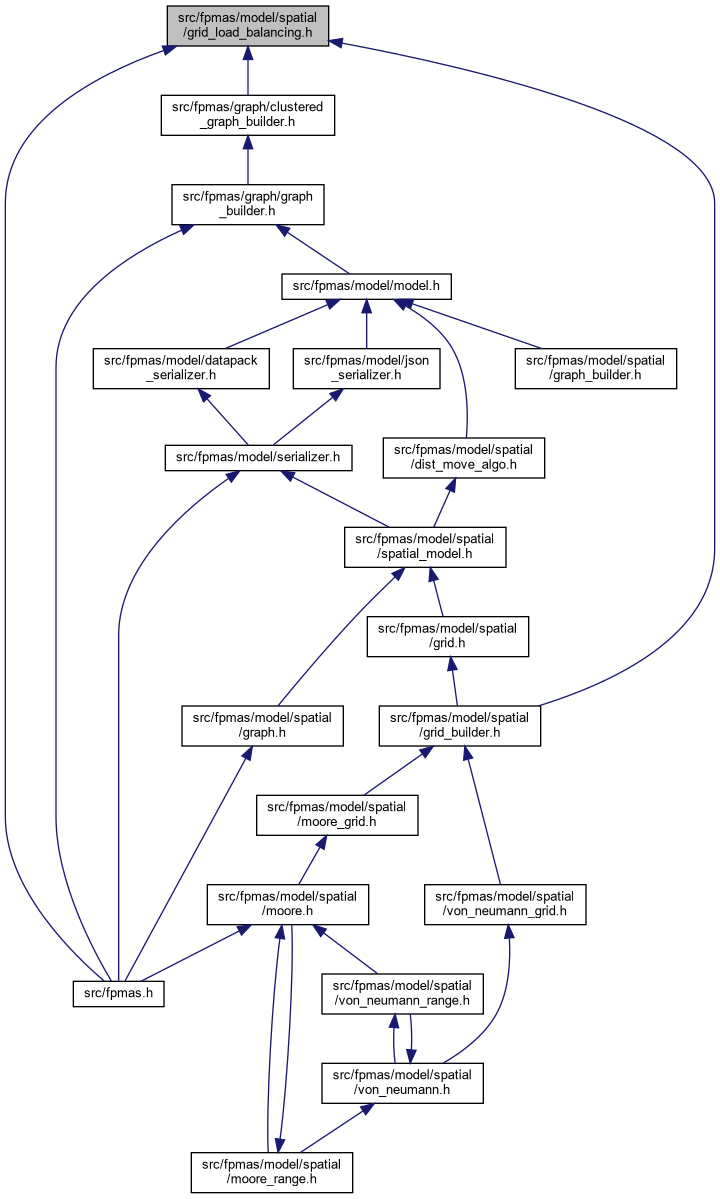 src/fpmas/model/spatial
/grid_load_balancing.h
src/fpmas/graph/clustered
_graph_builder.h
src/fpmas/graph/graph
_builder.h
src/fpmas/model/model.h
src/fpmas/model/datapack
_serializer.h
src/fpmas/model/json
_serializer.h
src/fpmas/model/spatial
/graph_builder.h
src/fpmas/model/serializer.h
src/fpmas/model/spatial
/dist_move_algo.h
src/fpmas/model/spatial
/spatial_model.h
src/fpmas/model/spatial
/grid.h
src/fpmas/model/spatial
/graph.h
src/fpmas/model/spatial
/grid_builder.h
src/fpmas/model/spatial
/moore_grid.h
src/fpmas/model/spatial
/moore.h
src/fpmas/model/spatial
/von_neumann_grid.h
src/fpmas.h
src/fpmas/model/spatial
/von_neumann_range.h
src/fpmas/model/spatial
/von_neumann.h
src/fpmas/model/spatial
/moore_range.h